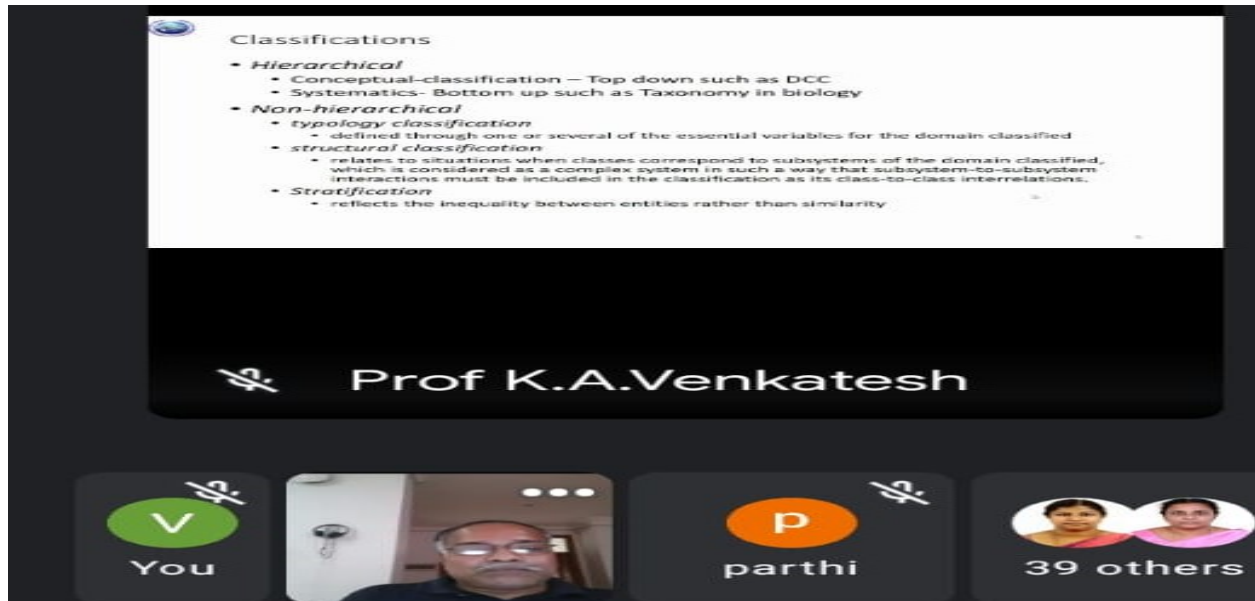 Classifications
• Hierarchical
• Conceptual-classification – Top down such as DCC
• Systematics- Bottom up such as Taxonomy in biology
• Non-hierarchical
• typology classification
• defined through one or several of the essential variables for the domain classified
• structural classification
• relates to situations when classes correspond to subsystems of the domain classified,
which is considered as a complex system in such a way that subsystem-to-subsystem
interactions must be included in the classification as its class-to-class interrelations.
• Stratification
• reflects the inequality between entities rather than similarity
Prof K.A.Venkatesh
V
You
p
parthi
39 others